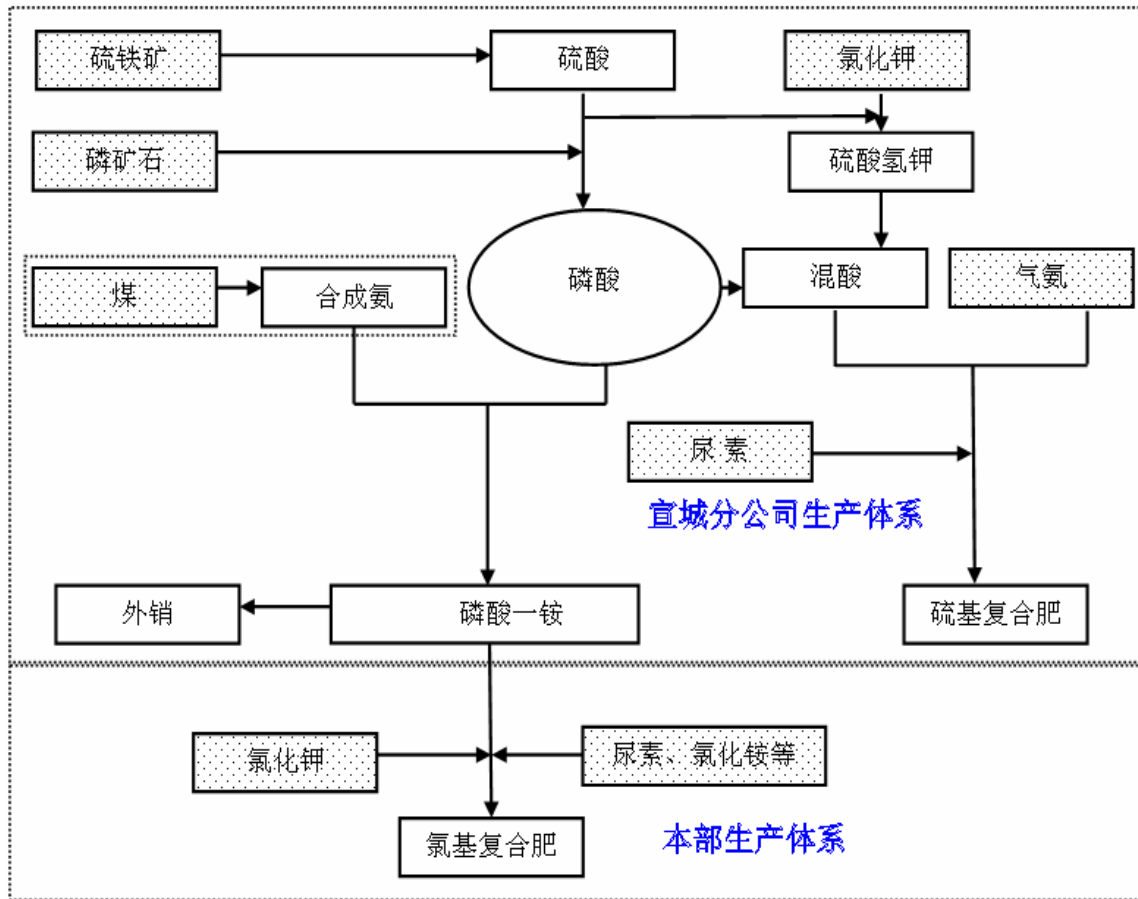 硫铁矿
硫酸
氯化钾
磷矿石
硫酸氢钾
煤
合成氨
磷酸
混酸
气氨
尿 素
宣城分公司生产体系
外销
磷酸一铵
硫基复合肥
氯化钾
尿素、氯化铵等
氯基复合肥
本部生产体系